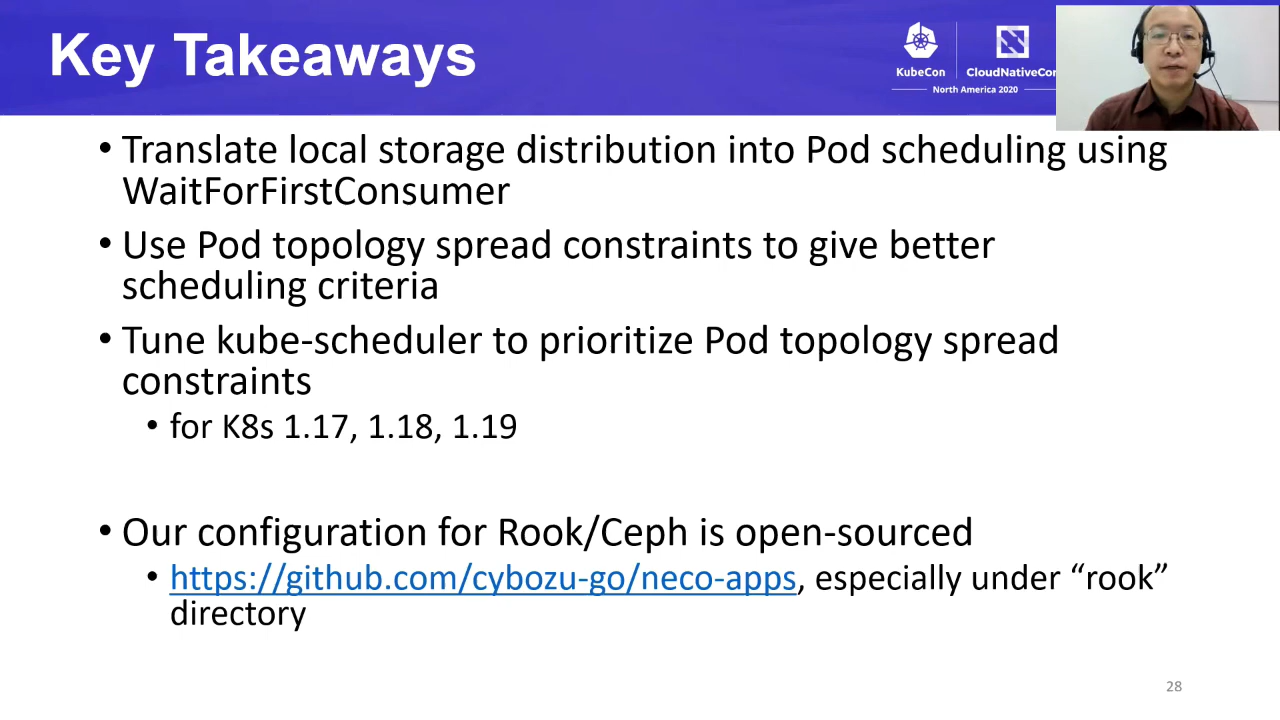 Key Takeaways
KubeCon
CloudNativeCon
North America 2020
• Translate local storage distribution into Pod scheduling using
WaitForFirstConsumer
• Use Pod topology spread constraints to give better
scheduling criteria
• Tune kube-scheduler to prioritize Pod topology spread
constraints
• for K8s 1.17, 1.18, 1.19
• Our configuration for Rook/Ceph is open-sourced
• https://github.com/cybozu-go/neco-apps, especially under “rook”
directory
28